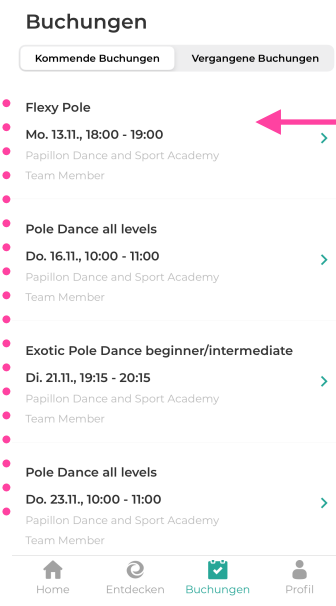 Buchungen
Kommende Buchungen
Vergangene Buchungen
Flexy Pole
Mo. 13.11., 18:00 - 19:00
Papillon Dance and Sport Academy
Team Member
Pole Dance all levels
Do. 16.11., 10:00 - 11:00
Papillon Dance and Sport Academy
Team Member
Exotic Pole Dance beginner/intermediate
Di. 21.11., 19:15 - 20:15
Papillon Dance and Sport Academy
Team Member
Pole Dance all levels
Do. 23.11., 10:00 - 11:00
Papillon Dance and Sport Academy
Team Member
Home
Entdecken
Buchungen
Profil